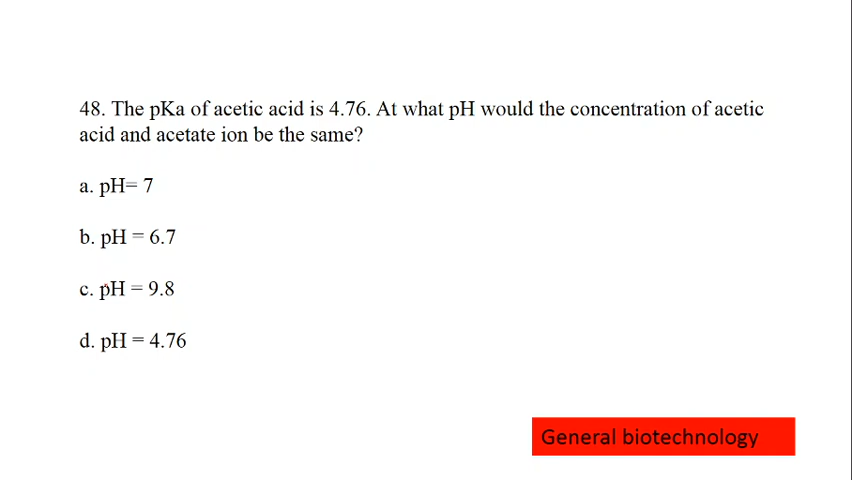 48. The pKa of acetic acid is 4.76. At what pH would the concentration of acetic
acid and acetate ion be the same?
a. pH= 7
b. pH = 6.7
c. pH = 9.8
d. pH = 4.76
General biotechnology